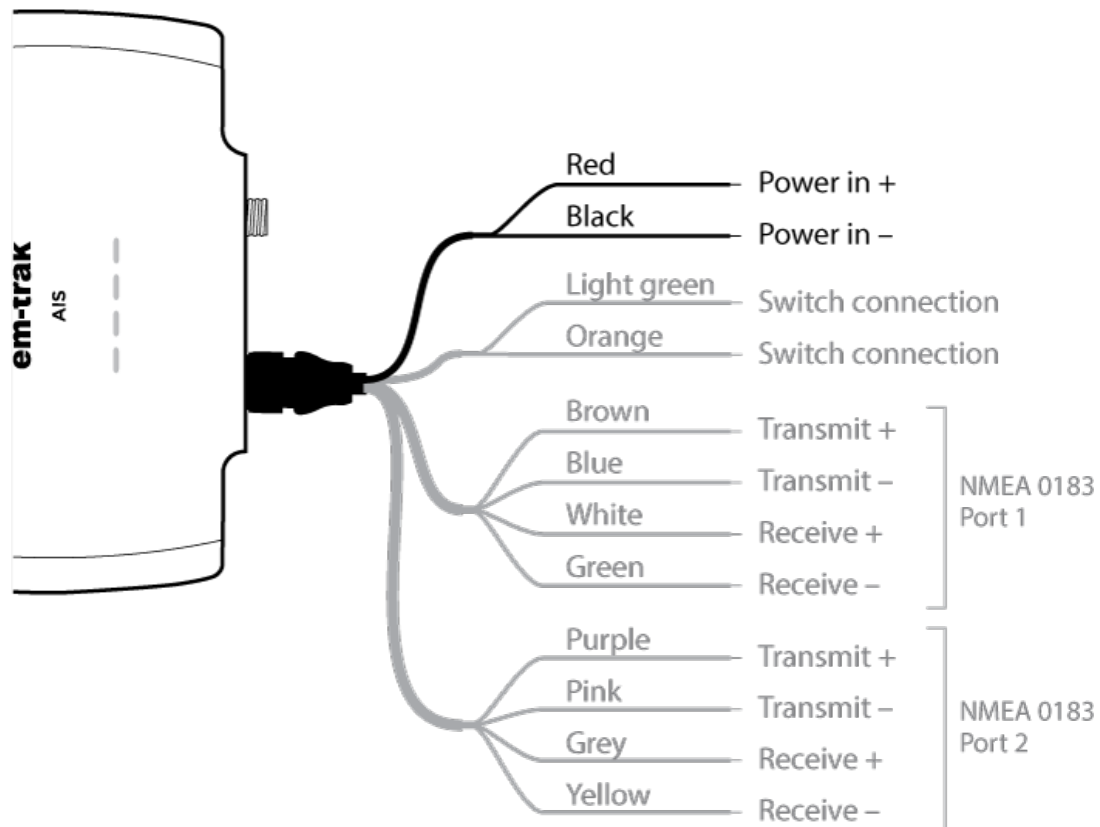 em-trak
AIS
Red
Power in +
Black
Power in –
Light green
Switch connection
Orange
Switch connection
Brown
Transmit +
Blue
Transmit –
White
Receive +
Green
Receive –
NMEA 0183
Port 1
Purple
Transmit +
Pink
Transmit –
Grey
Receive +
Yellow
Receive –
NMEA 0183
Port 2